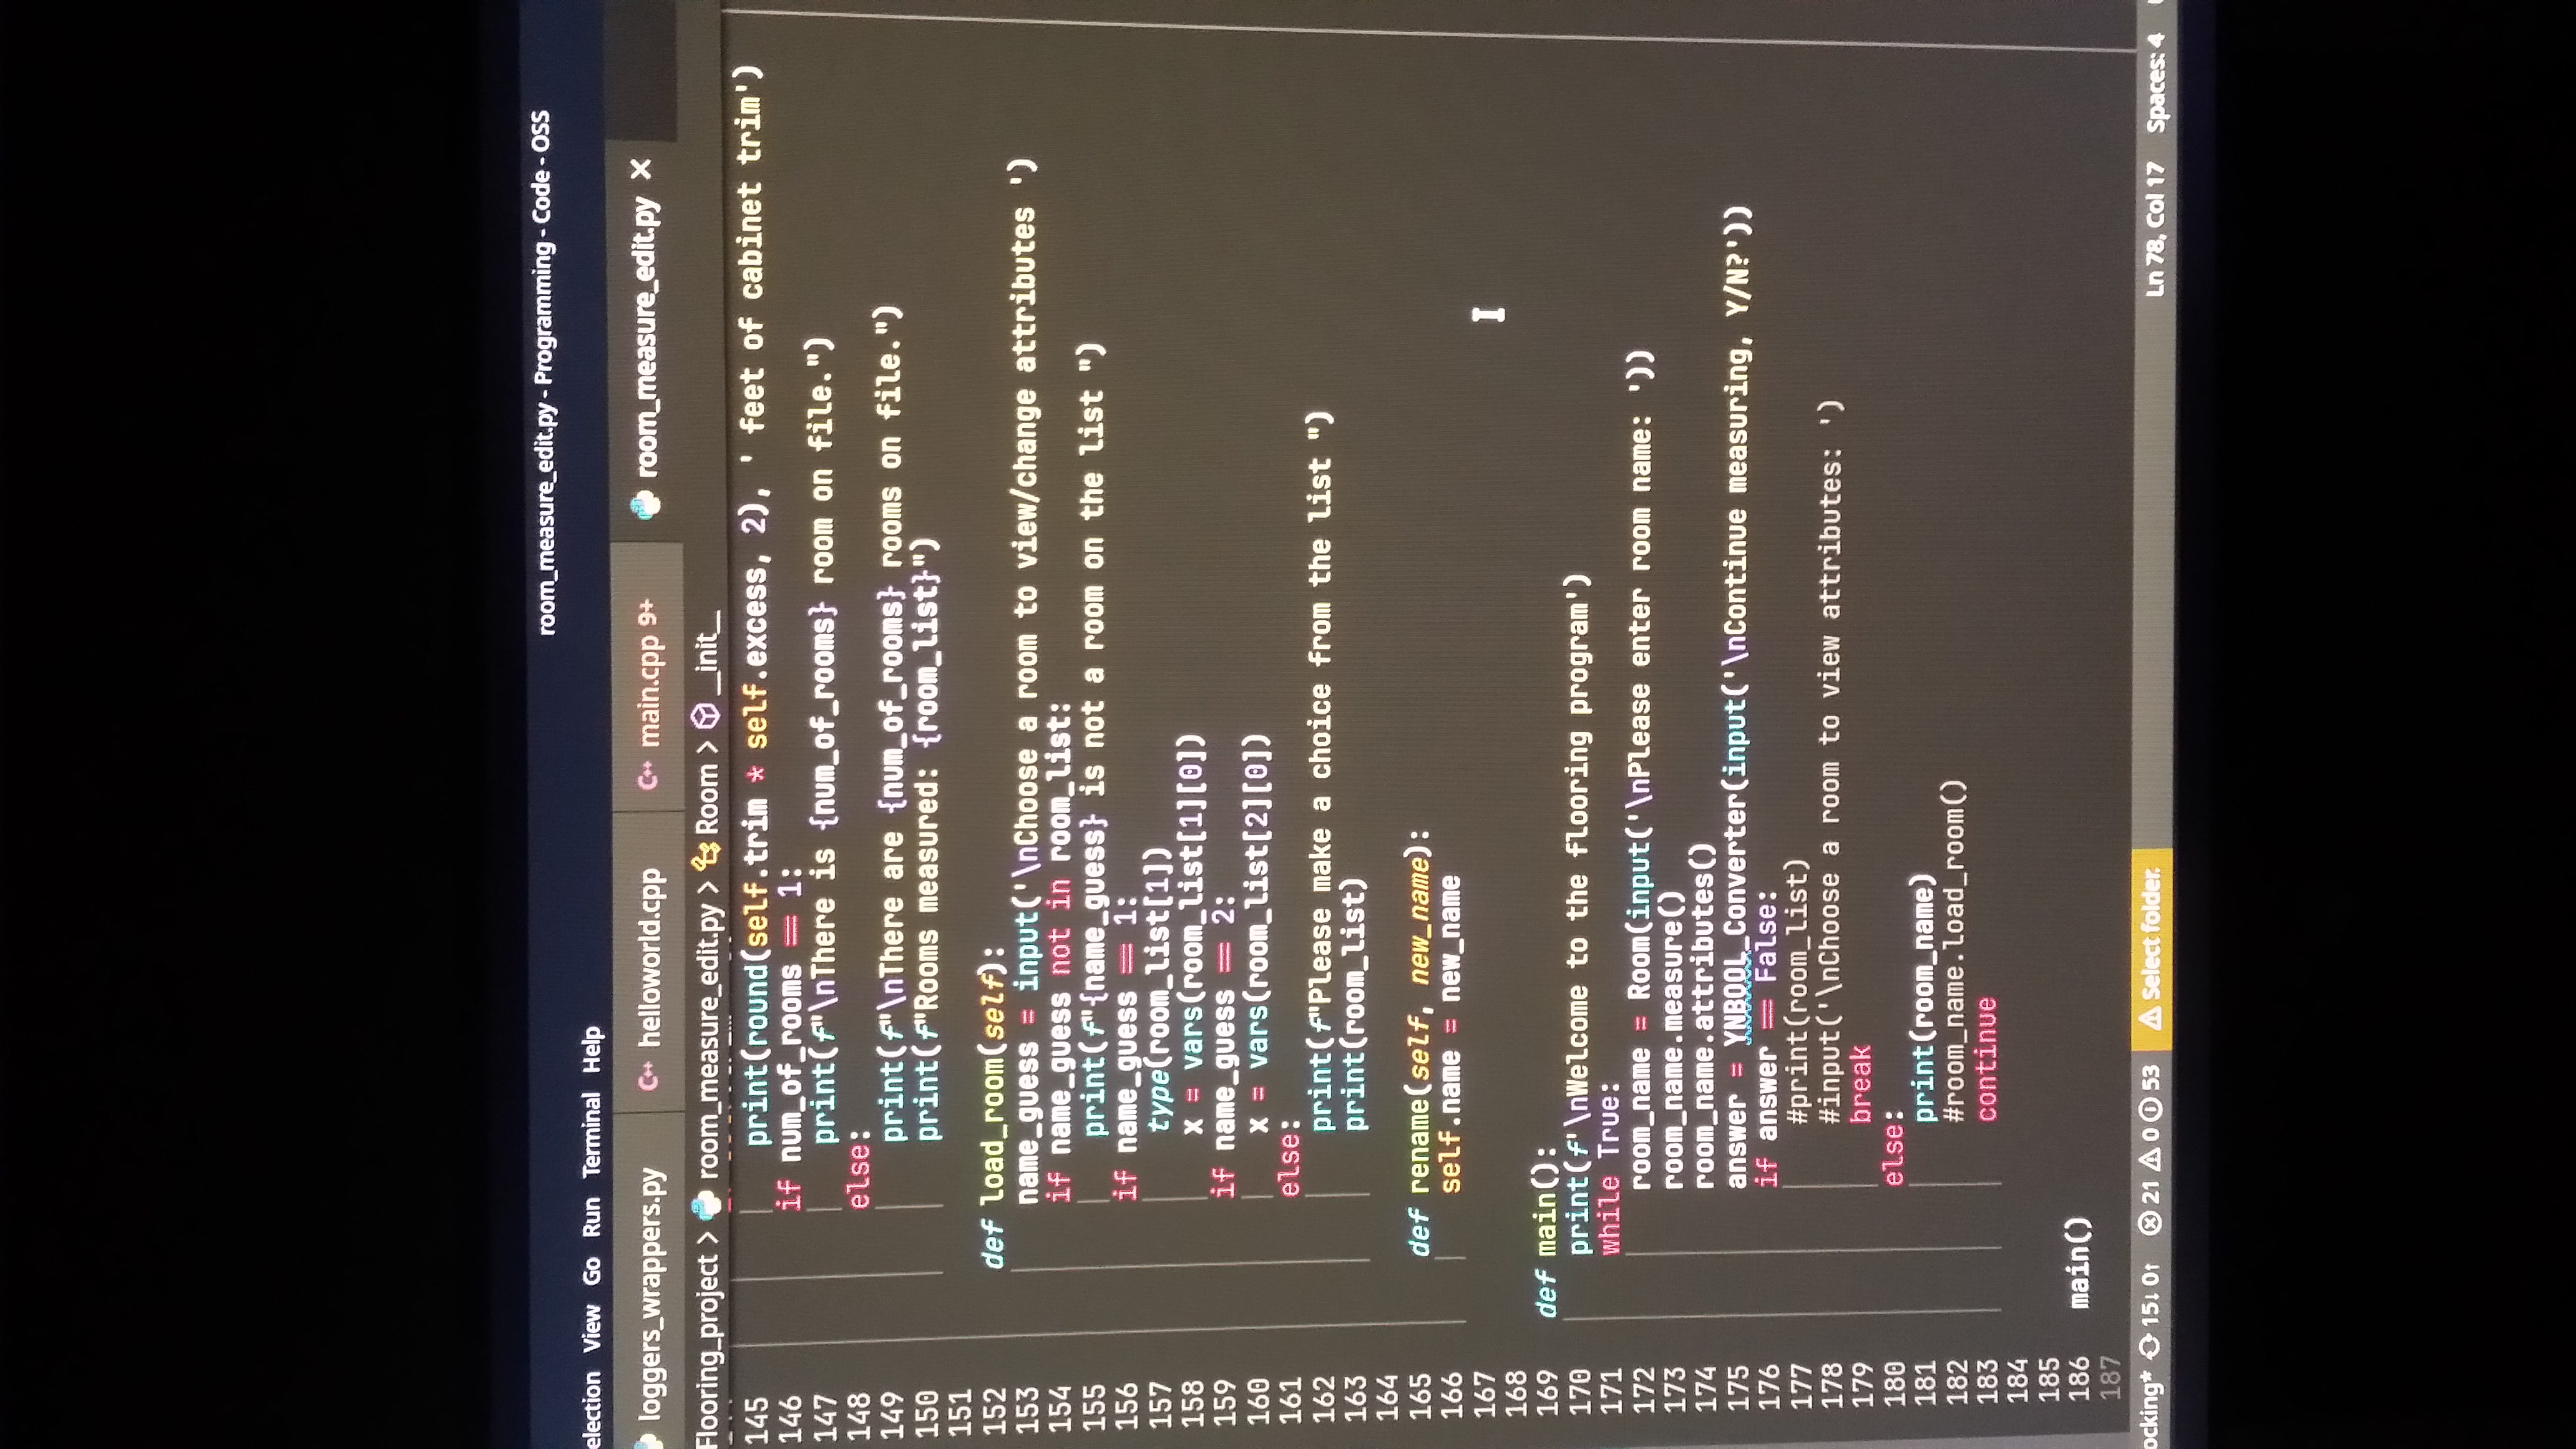 room_measure_edit.py - Programming - Code - OSS
election View Go Run Terminal Help
loggers_wrappers.py helloworld.cpp main.cpp 9+ room_measure_edit.py ×
Flooring_project > room_measure_edit.py > Room > __init__
145 print(round(self.trim * self.excess, 2), ' feet of cabinet trim')
146 if num_of_rooms == 1:
147 print(f"\nThere is {num_of_rooms} room on file.")
148 else:
149 print(f"\nThere are {num_of_rooms} rooms on file.")
150 print(f"Rooms measured: {room_list}")
151
152 def load_room(self):
153 name_guess = input('\nChoose a room to view/change attributes ')
154 if name_guess not in room_list:
155 print(f"{name_guess} is not a room on the list ")
156 if name_guess == 1:
157 type(room_list[1])
158 x = vars(room_list[1][0])
159 if name_guess == 2:
160 x = vars(room_list[2][0])
161 else:
162 print(f"Please make a choice from the list ")
163 print(room_list)
164
165 def rename(self, new_name):
166 self.name = new_name
167
168
169 def main():
170 print(f'\nWelcome to the flooring program')
171 while True:
172 room_name = Room(input('\nPlease enter room name: '))
173 room_name.measure()
174 room_name.attributes()
175 answer = YNBOOL_Converter(input('\nContinue measuring, Y/N?'))
176 if answer == False:
177 #print(room_list)
178 #input('\nChoose a room to view attributes: ')
179 break
180 else:
181 print(room_name)
182 #room_name.load_room()
183 continue
184
185
186 main()
187
ocking* 15↓ 0↑ 21 0 53 Select folder. Ln 78, Col 17 Spaces: 4